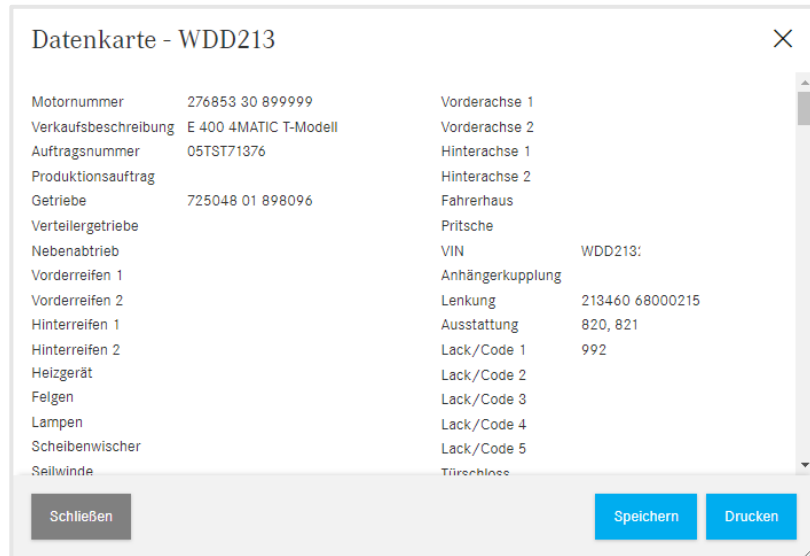 Datenkarte - WDD213
Motornummer 276853 30 899999
Verkaufsbeschreibung E 400 4MATIC T-Modell
Auftragsnummer 05TST71376
Produktionsauftrag
Getriebe 725048 01 898096
Verteilergetriebe
Nebenabtrieb
Vorderreifen 1
Vorderreifen 2
Hinterreifen 1
Hinterreifen 2
Heizgerät
Felgen
Lampen
Scheibenwischer
Seilwinde
Vorderachse 1
Vorderachse 2
Hinterachse 1
Hinterachse 2
Fahrerhaus
Pritsche
VIN WDD213
Anhängerkupplung
Lenkung 213460 68000215
Ausstattung 820, 821
Lack/Code 1 992
Lack/Code 2
Lack/Code 3
Lack/Code 4
Lack/Code 5
Türschloss
Schließen
Speichern
Drucken